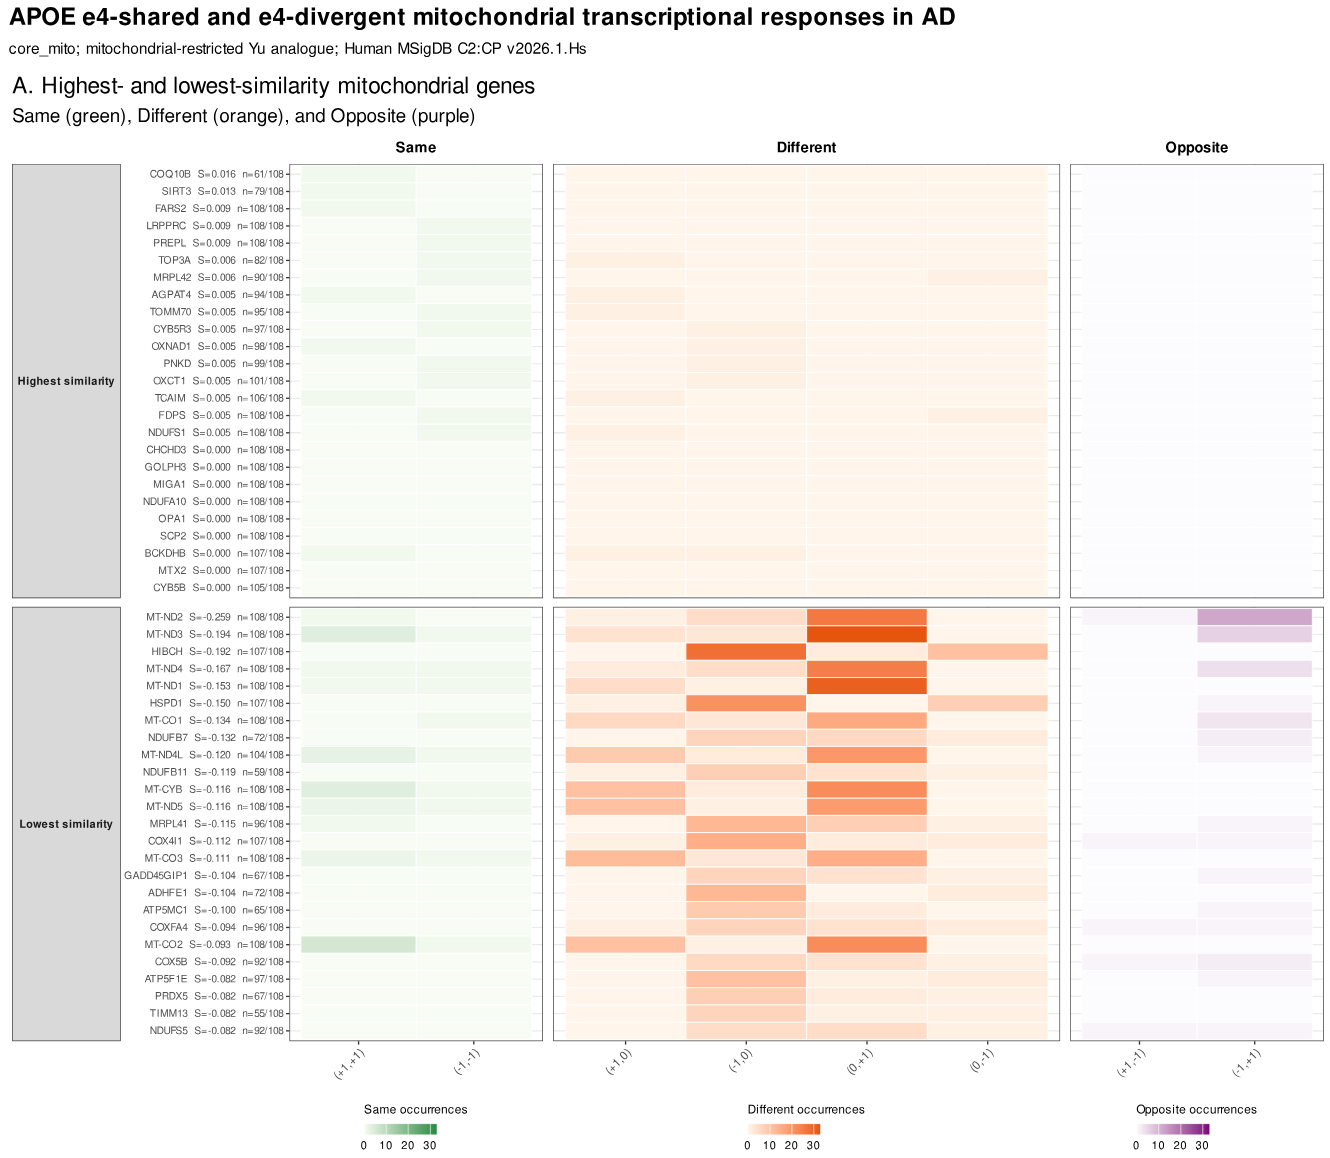 APOE e4-shared and e4-divergent mitochondrial transcriptional responses in AD
core_mito; mitochondrial-restricted Yu analogue; Human MSigDB C2:CP v2026.1.Hs
A. Highest- and lowest-similarity mitochondrial genes
Same (green), Different (orange), and Opposite (purple)
Same Different Opposite
Highest similarity
COQ10B S=0.016 n=61/108
SIRT3 S=0.013 n=79/108
FARS2 S=0.009 n=108/108
LRPPRC S=0.009 n=108/108
PREPL S=0.009 n=108/108
TOP3A S=0.006 n=82/108
MRPL42 S=0.006 n=90/108
AGPAT4 S=0.005 n=94/108
TOMM70 S=0.005 n=95/108
CYB5R3 S=0.005 n=97/108
OXNAD1 S=0.005 n=98/108
PNKD S=0.005 n=99/108
OXCT1 S=0.005 n=101/108
TCAIM S=0.005 n=106/108
FDPS S=0.005 n=108/108
NDUFS1 S=0.005 n=108/108
CHCHD3 S=0.000 n=108/108
GOLPH3 S=0.000 n=108/108
MIGA1 S=0.000 n=108/108
NDUFA10 S=0.000 n=108/108
OPA1 S=0.000 n=108/108
SCP2 S=0.000 n=108/108
BCKDHB S=0.000 n=107/108
MTX2 S=0.000 n=107/108
CYB5B S=0.000 n=105/108
Lowest similarity
MT-ND2 S=-0.259 n=108/108
MT-ND3 S=-0.194 n=108/108
HIBCH S=-0.192 n=107/108
MT-ND4 S=-0.167 n=108/108
MT-ND1 S=-0.153 n=108/108
HSPD1 S=-0.150 n=107/108
MT-CO1 S=-0.134 n=108/108
NDUFB7 S=-0.132 n=72/108
MT-ND4L S=-0.120 n=104/108
NDUFB11 S=-0.119 n=59/108
MT-CYB S=-0.116 n=108/108
MT-ND5 S=-0.116 n=108/108
MRPL41 S=-0.115 n=96/108
COX4I1 S=-0.112 n=107/108
MT-CO3 S=-0.111 n=108/108
GADD45GIP1 S=-0.104 n=67/108
ADHFE1 S=-0.104 n=72/108
ATP5MC1 S=-0.100 n=65/108
COXFA4 S=-0.094 n=96/108
MT-CO2 S=-0.093 n=108/108
COX5B S=-0.092 n=92/108
ATP5F1E S=-0.082 n=97/108
PRDX5 S=-0.082 n=67/108
TIMM13 S=-0.082 n=55/108
NDUFS5 S=-0.082 n=92/108
(+1,+1) (-1,-1) (+1,0) (-1,0) (0,+1) (0,-1) (+1,-1) (-1,+1)
Same occurrences Different occurrences Opposite occurrences
0 10 20 30 0 10 20 30 0 10 20 30